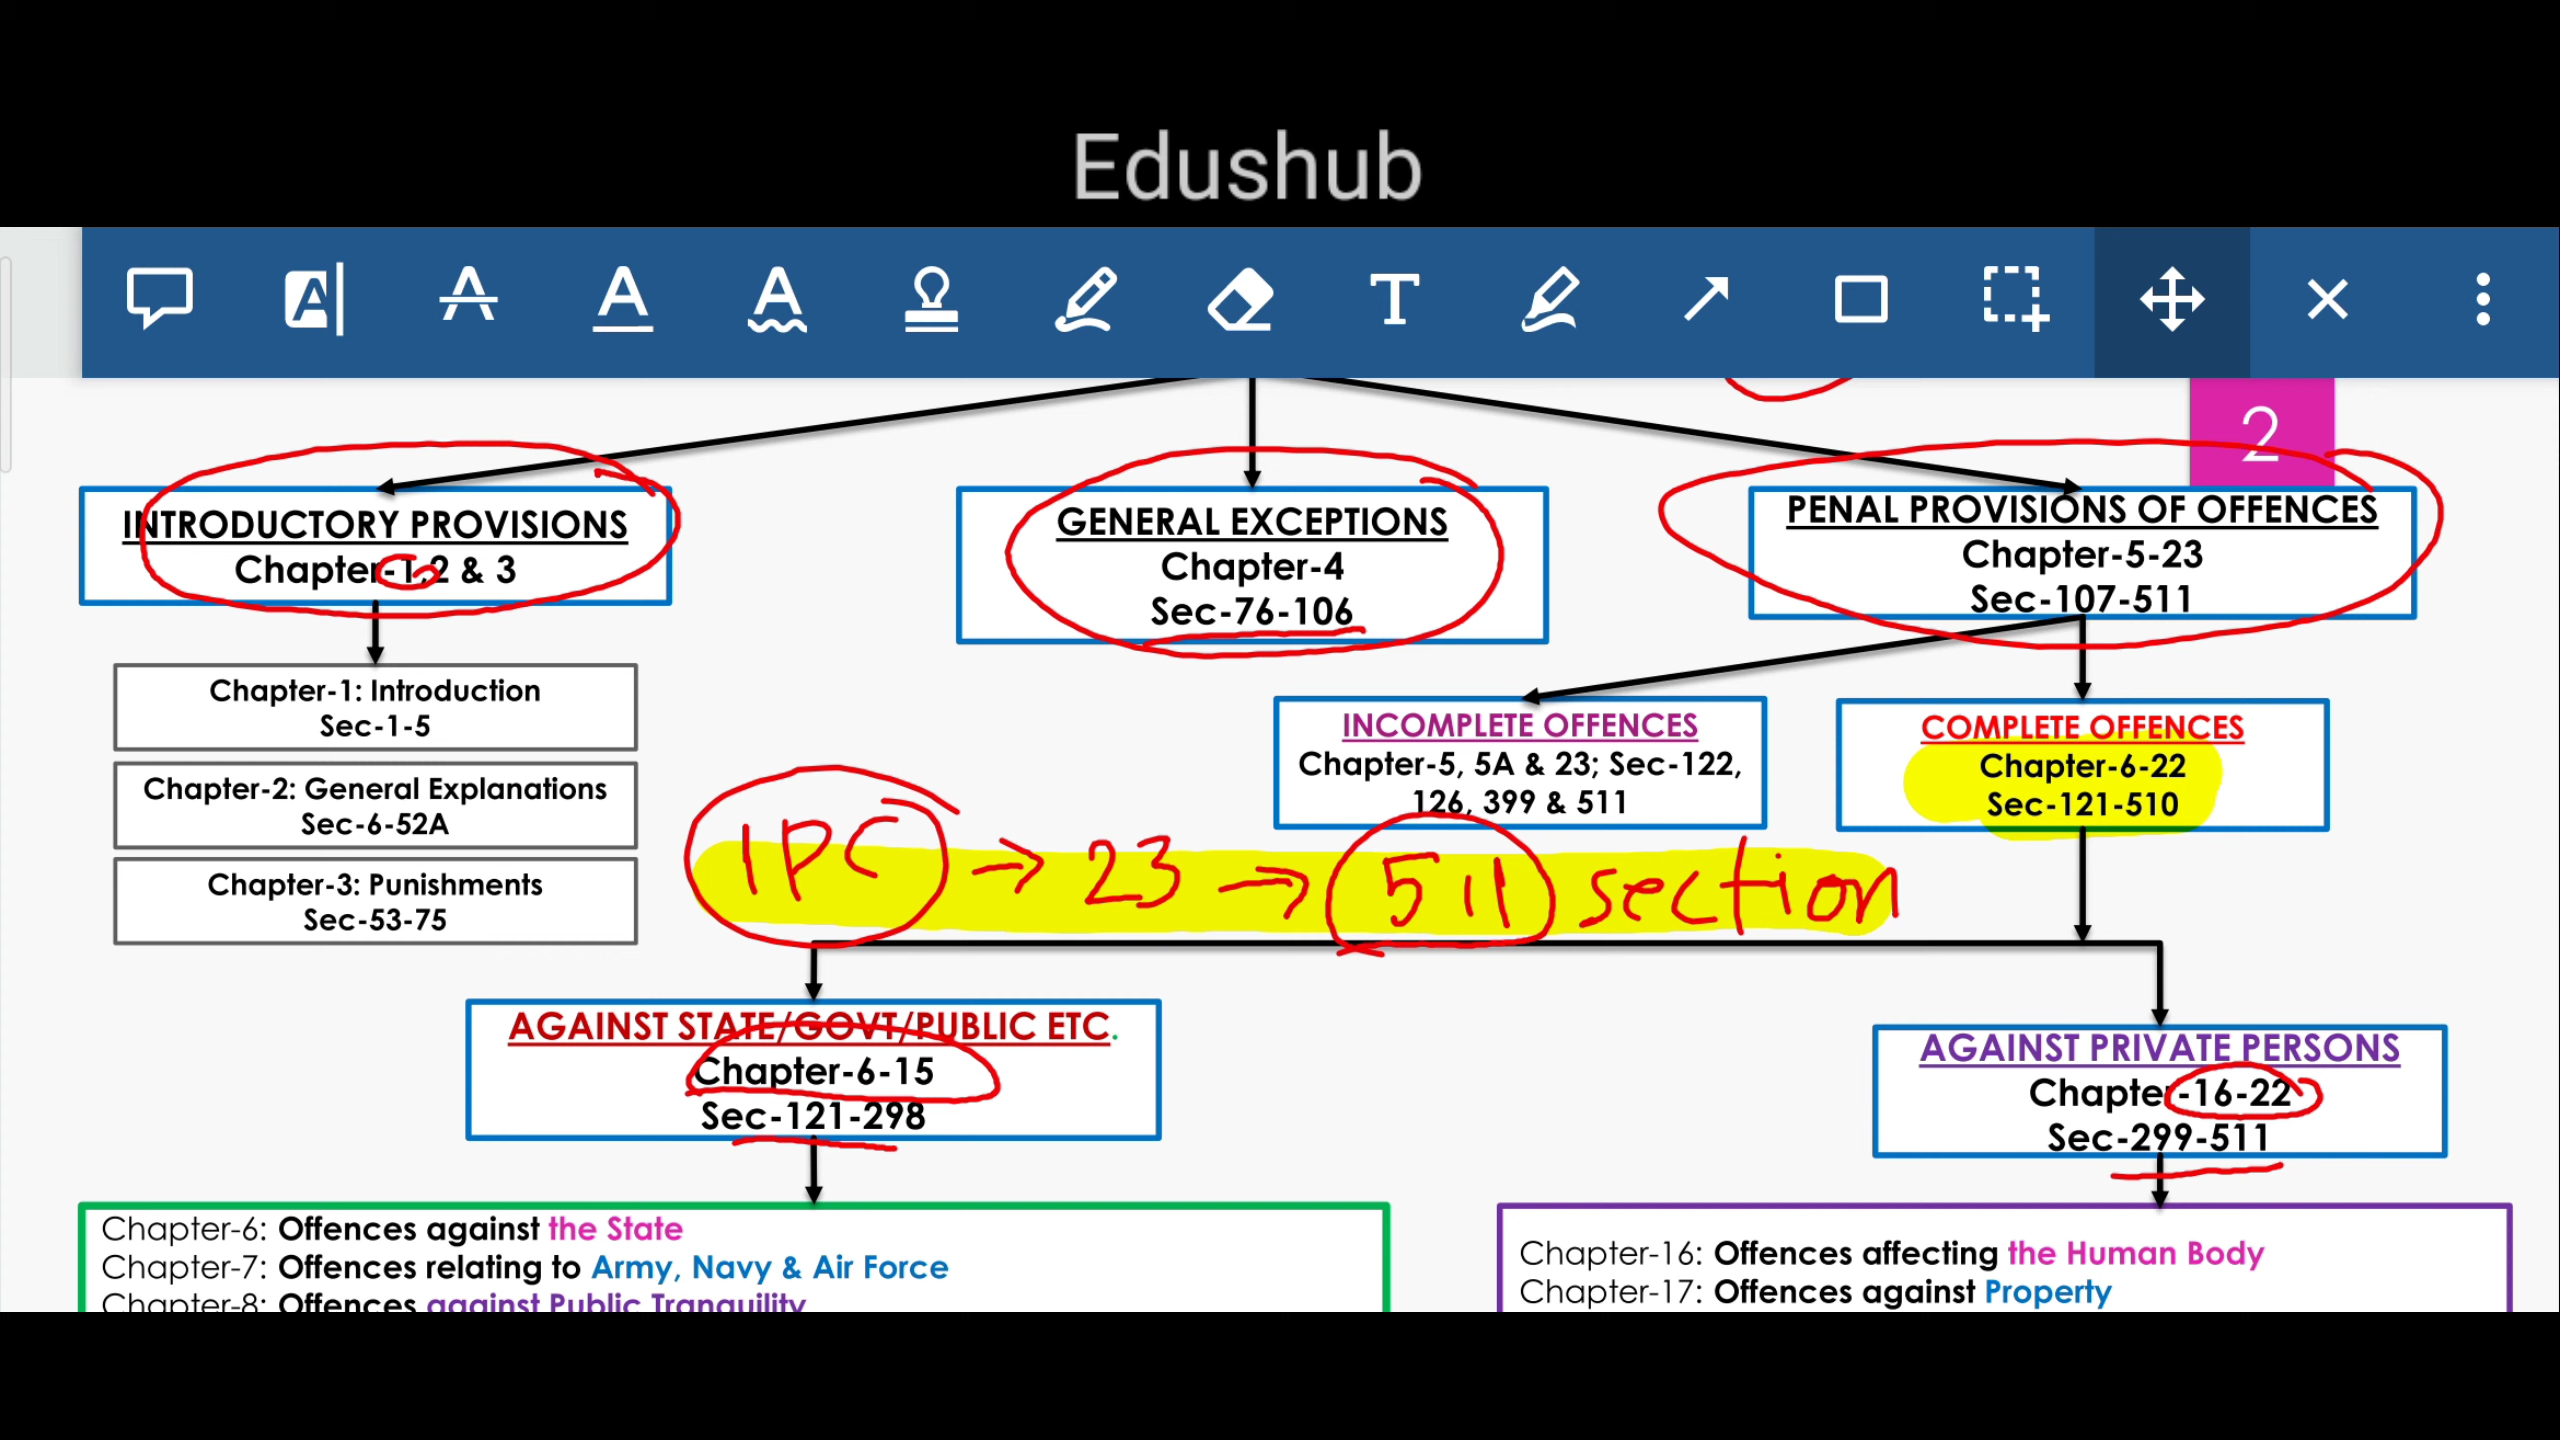 Edushub
2
INTRODUCTORY PROVISIONS
Chapter-1,2 & 3
GENERAL EXCEPTIONS
Chapter-4
Sec-76-106
PENAL PROVISIONS OF OFFENCES
Chapter-5-23
Sec-107-511
Chapter-1: Introduction
Sec-1-5
Chapter-2: General Explanations
Sec-6-52A
Chapter-3: Punishments
Sec-53-75
INCOMPLETE OFFENCES
Chapter-5, 5A & 23; Sec-122,
126, 399 & 511
COMPLETE OFFENCES
Chapter-6-22
Sec-121-510
IPC → 23 → 511 section
AGAINST STATE/GOVT/PUBLIC ETC.
Chapter-6-15
Sec-121-298
AGAINST PRIVATE PERSONS
Chapter-16-22
Sec-299-511
Chapter-6: Offences against the State
Chapter-7: Offences relating to Army, Navy & Air Force
Chapter-8: Offences against Public Tranquility
Chapter-16: Offences affecting the Human Body
Chapter-17: Offences against Property